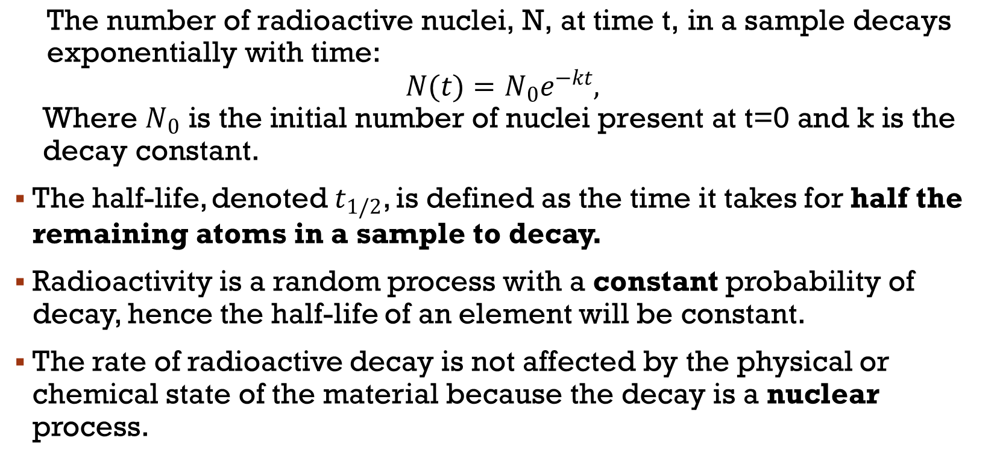 The number of radioactive nuclei, N, at time t, in a sample decays
exponentially with time:
N(t) = N₀e^{−kt},
Where N₀ is the initial number of nuclei present at t=0 and k is the
decay constant.
▪ The half-life, denoted t_{1/2}, is defined as the time it takes for half the
remaining atoms in a sample to decay.
▪ Radioactivity is a random process with a constant probability of
decay, hence the half-life of an element will be constant.
▪ The rate of radioactive decay is not affected by the physical or
chemical state of the material because the decay is a nuclear
process.